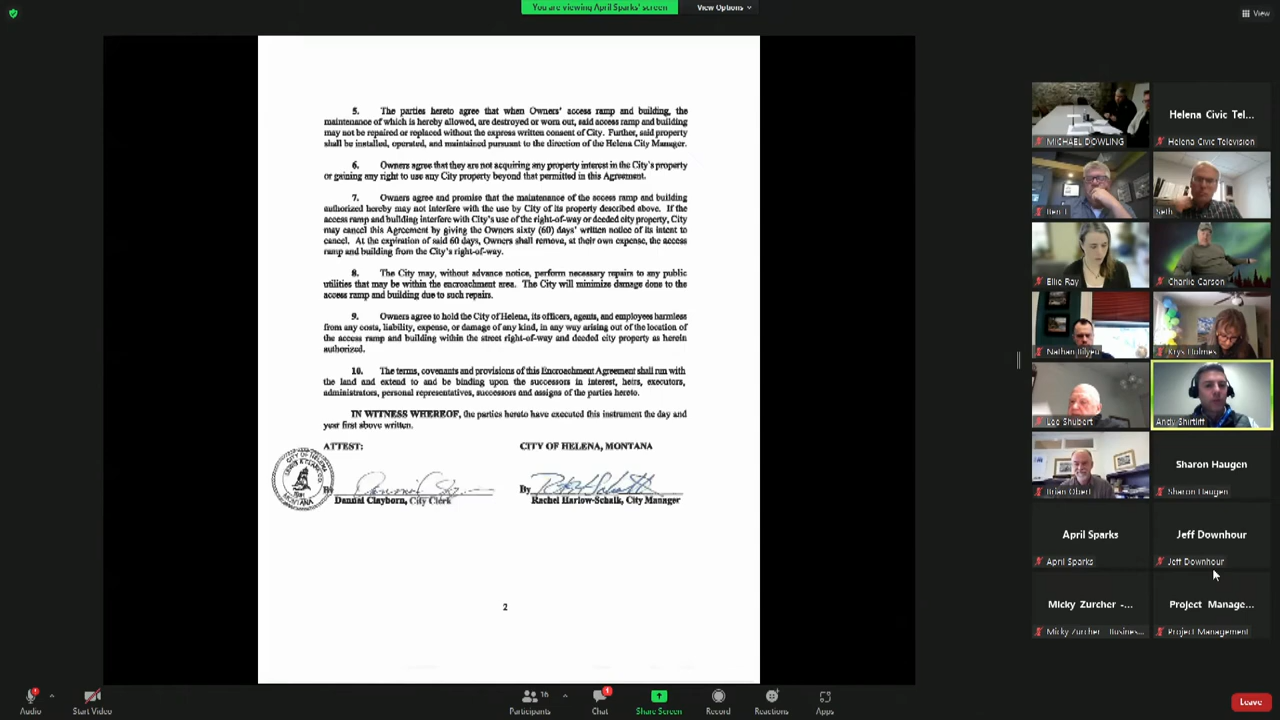 You are viewing April Sparks' screen
View Options
View
5. The parties hereto agree that when Owners' access ramp and building, the
maintenance of which is hereby allowed, are destroyed or worn out, said access ramp and building
may not be repaired or replaced without the express written consent of City. Further, said property
shall be installed, operated, and maintained pursuant to the direction of the Helena City Manager.
6. Owners agree that they are not acquiring any property interest in the City's property
or gaining any right to use any City property beyond that permitted in this Agreement.
7. Owners agree and promise that the maintenance of the access ramp and building
authorized hereby may not interfere with the use by City of its property described above. If the
access ramp and building interfere with City's use of the right-of-way or deeded city property, City
may cancel this Agreement by giving the Owners sixty (60) days' written notice of its intent to
cancel. At the expiration of said 60 days, Owners shall remove, at their own expense, the access
ramp and building from the City's right-of-way.
8. The City may, without advance notice, perform necessary repairs to any public
utilities that may be within the encroachment area. The City will minimize damage done to the
access ramp and building due to such repairs.
9. Owners agree to hold the City of Helena, its officers, agents, and employees harmless
from any costs, liability, expense, or damage of any kind, in any way arising out of the location of
the access ramp and building within the street right-of-way and deeded city property as herein
authorized.
10. The terms, covenants and provisions of this Encroachment Agreement shall run with
the land and extend to and be binding upon the successors in interest, heirs, executors,
administrators, personal representatives, successors and assigns of the parties hereto.
IN WITNESS WHEREOF, the parties hereto have executed this instrument the day and
year first above written.
ATTEST:
CITY OF HELENA, MONTANA
By
Dannai Clayborn, City Clerk
By
Rachel Harlow-Schalk, City Manager
2
MICHAEL DOWLING
Helena Civic Tel...
Helena Civic Television
Ben T
Seth
Ellie Ray
Charlie Carson
Nathan Bilyeu
Krys Holmes
Lee Shubert
Andy Shirtliff
Brian Obert
Sharon Haugen
Sharon Haugen
April Sparks
April Sparks
Jeff Downhour
Jeff Downhour
Micky Zurcher -...
Micky Zurcher - Busines...
Project Manage...
Project Management
Audio
Start Video
16
Participants
Chat
Share Screen
Record
Reactions
Apps
Leave